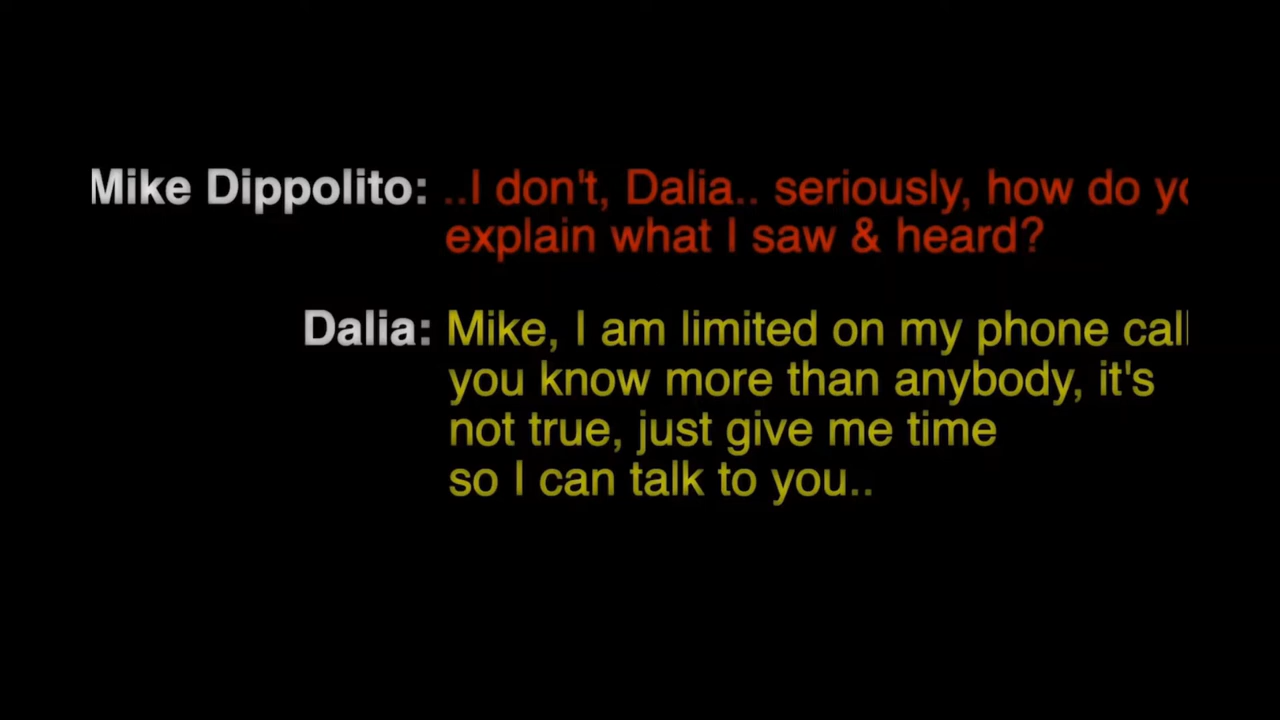 Mike Dippolito: ..I don't, Dalia.. seriously, how do
explain what I saw & heard?
Dalia: Mike, I am limited on my phone
you know more than anybody, it's
not true, just give me time
so I can talk to you..